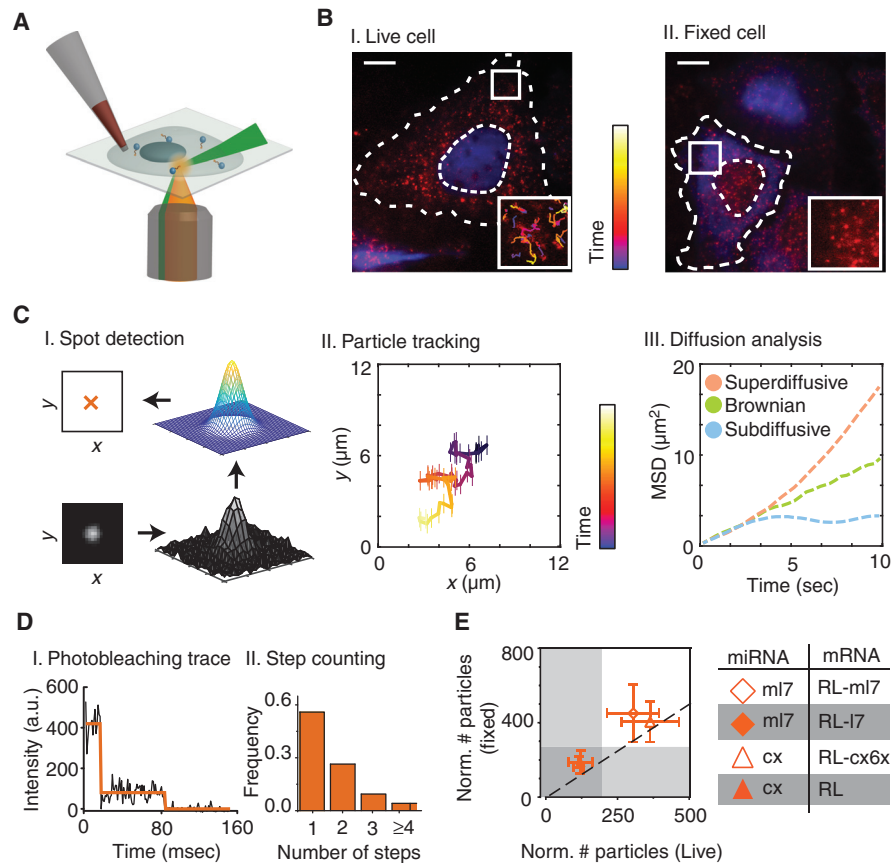 A
B
I. Live cell
II. Fixed cell
Time
C
I. Spot detection
II. Particle tracking
III. Diffusion analysis
y
x
y
x
12
6
0
y (µm)
0
6
12
x (µm)
Time
20
10
0
MSD (µm²)
Superdiffusive
Brownian
Subdiffusive
0
5
10
Time (sec)
D
I. Photobleaching trace
II. Step counting
600
400
200
0
Intensity (a.u.)
0
80
160
Time (msec)
0.6
0.3
0.0
Frequency
1
2
3
≥4
Number of steps
E
800
400
0
Norm. # particles
(fixed)
0
250
500
Norm. # particles (Live)
miRNA mRNA
ml7 RL-ml7
ml7 RL-l7
cx RL-cx6x
cx RL